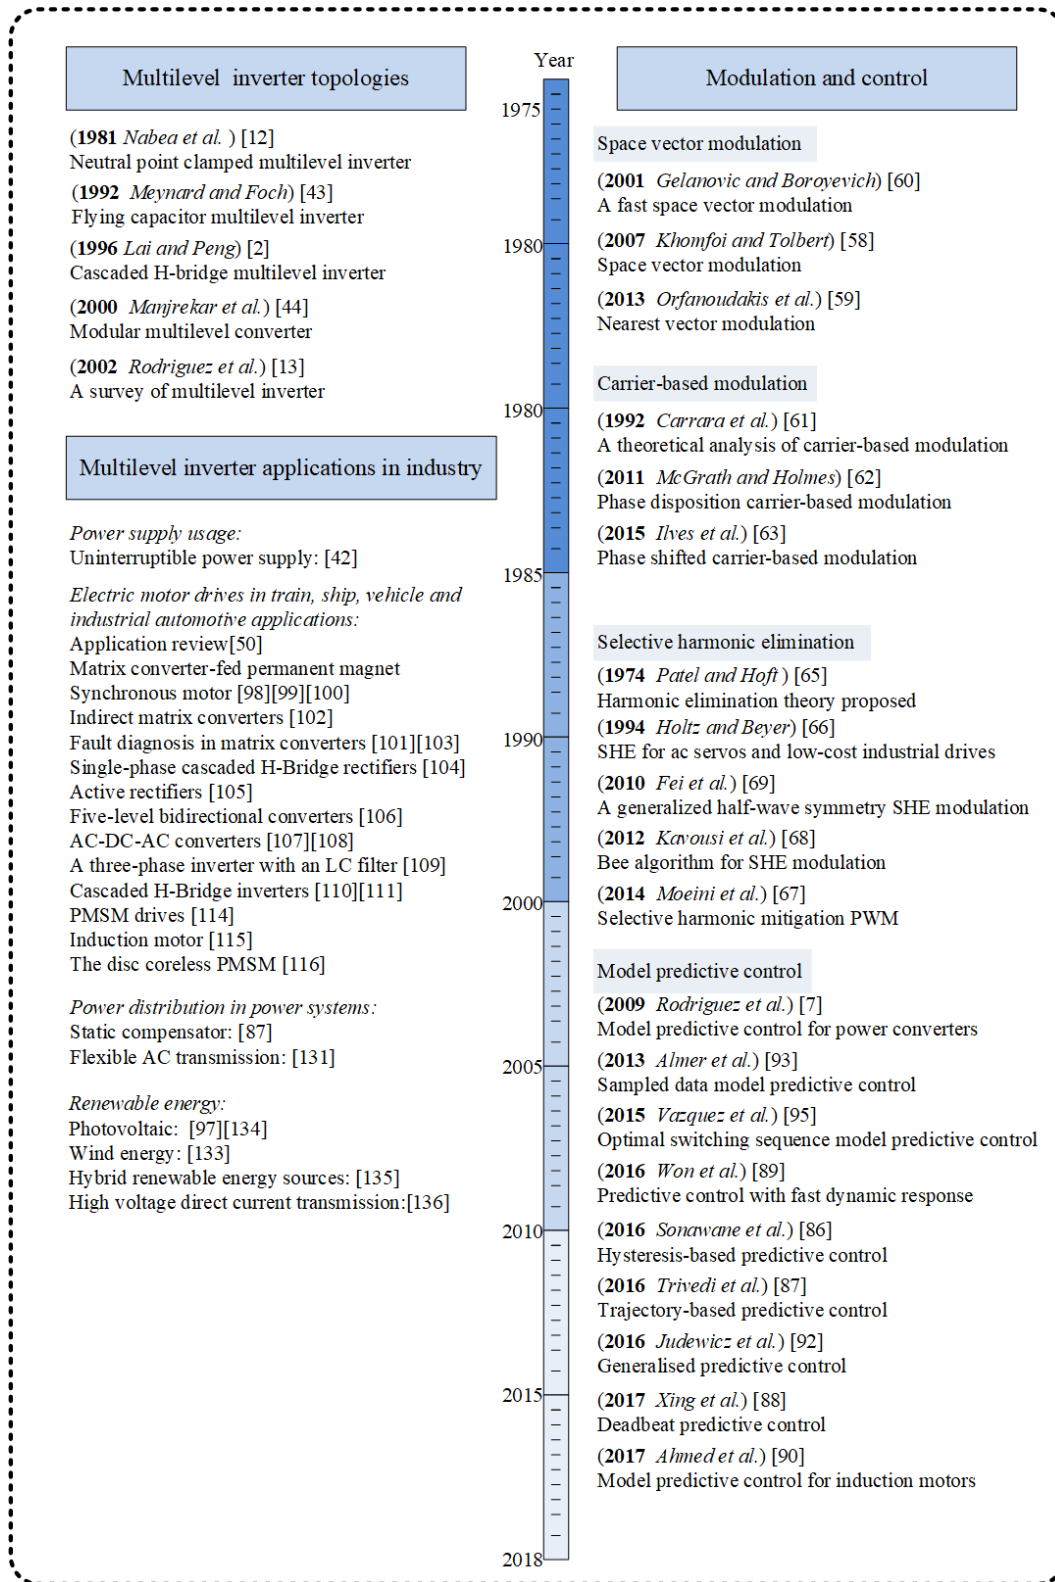 Multilevel inverter topologies
(1981 Nabea et al. ) [12]
Neutral point clamped multilevel inverter
(1992 Meynard and Foch) [43]
Flying capacitor multilevel inverter
(1996 Lai and Peng) [2]
Cascaded H-bridge multilevel inverter
(2000 Manjrekar et al.) [44]
Modular multilevel converter
(2002 Rodriguez et al.) [13]
A survey of multilevel inverter
Multilevel inverter applications in industry
Power supply usage:
Uninterruptible power supply: [42]
Electric motor drives in train, ship, vehicle and
industrial automotive applications:
Application review[50]
Matrix converter-fed permanent magnet
Synchronous motor [98][99][100]
Indirect matrix converters [102]
Fault diagnosis in matrix converters [101][103]
Single-phase cascaded H-Bridge rectifiers [104]
Active rectifiers [105]
Five-level bidirectional converters [106]
AC-DC-AC converters [107][108]
A three-phase inverter with an LC filter [109]
Cascaded H-Bridge inverters [110][111]
PMSM drives [114]
Induction motor [115]
The disc coreless PMSM [116]
Power distribution in power systems:
Static compensator: [87]
Flexible AC transmission: [131]
Renewable energy:
Photovoltaic: [97][134]
Wind energy: [133]
Hybrid renewable energy sources: [135]
High voltage direct current transmission:[136]
Year
1975
1980
1980
1985
1990
2000
2005
2010
2015
2018
Modulation and control
Space vector modulation
(2001 Gelanovic and Boroyevich) [60]
A fast space vector modulation
(2007 Khomfoi and Tolbert) [58]
Space vector modulation
(2013 Orfanoudakis et al.) [59]
Nearest vector modulation
Carrier-based modulation
(1992 Carrara et al.) [61]
A theoretical analysis of carrier-based modulation
(2011 McGrath and Holmes) [62]
Phase disposition carrier-based modulation
(2015 Ilves et al.) [63]
Phase shifted carrier-based modulation
Selective harmonic elimination
(1974 Patel and Hoft ) [65]
Harmonic elimination theory proposed
(1994 Holtz and Beyer) [66]
SHE for ac servos and low-cost industrial drives
(2010 Fei et al.) [69]
A generalized half-wave symmetry SHE modulation
(2012 Kavousi et al.) [68]
Bee algorithm for SHE modulation
(2014 Moeini et al.) [67]
Selective harmonic mitigation PWM
Model predictive control
(2009 Rodriguez et al.) [7]
Model predictive control for power converters
(2013 Almer et al.) [93]
Sampled data model predictive control
(2015 Vazquez et al.) [95]
Optimal switching sequence model predictive control
(2016 Won et al.) [89]
Predictive control with fast dynamic response
(2016 Sonawane et al.) [86]
Hysteresis-based predictive control
(2016 Trivedi et al.) [87]
Trajectory-based predictive control
(2016 Judewicz et al.) [92]
Generalised predictive control
(2017 Xing et al.) [88]
Deadbeat predictive control
(2017 Ahmed et al.) [90]
Model predictive control for induction motors